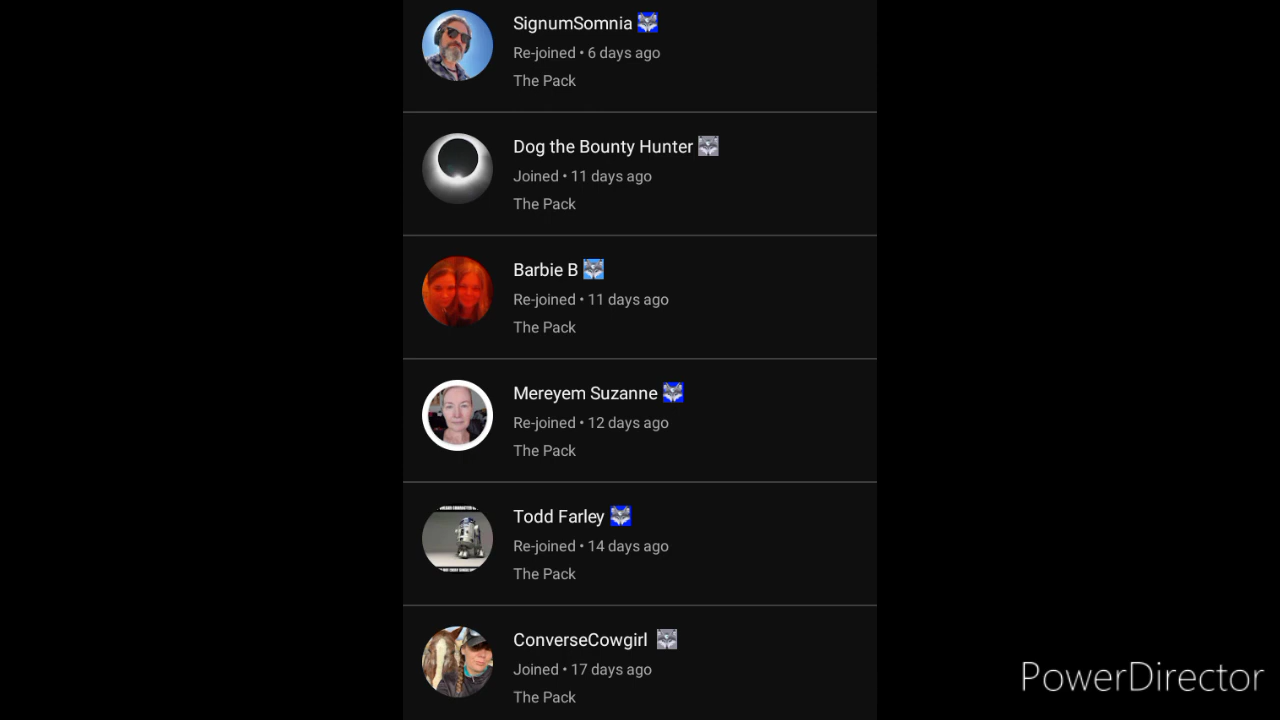 SignumSomnia
Re-joined • 6 days ago
The Pack
Dog the Bounty Hunter
Joined • 11 days ago
The Pack
Barbie B
Re-joined • 11 days ago
The Pack
Mereyem Suzanne
Re-joined • 12 days ago
The Pack
Todd Farley
Re-joined • 14 days ago
The Pack
ConverseCowgirl
Joined • 17 days ago
The Pack
PowerDirector